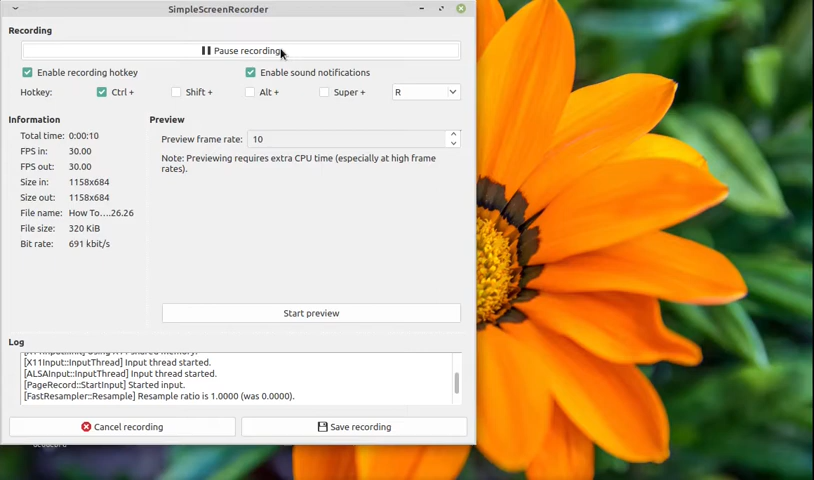 SimpleScreenRecorder
Recording
Pause recording
Enable recording hotkey
Enable sound notifications
Hotkey: Ctrl + Shift + Alt + Super + R
Information
Total time: 0:00:10
FPS in: 30.00
FPS out: 30.00
Size in: 1158x684
Size out: 1158x684
File name: How To....26.26
File size: 320 KiB
Bit rate: 691 kbit/s
Preview
Preview frame rate: 10
Note: Previewing requires extra CPU time (especially at high frame
rates).
Start preview
Log
[X11Input::InputThread] Input thread started.
[ALSAInput::InputThread] Input thread started.
[PageRecord::StartInput] Started input.
[FastResampler::Resample] Resample ratio is 1.0000 (was 0.0000).
Cancel recording
Save recording